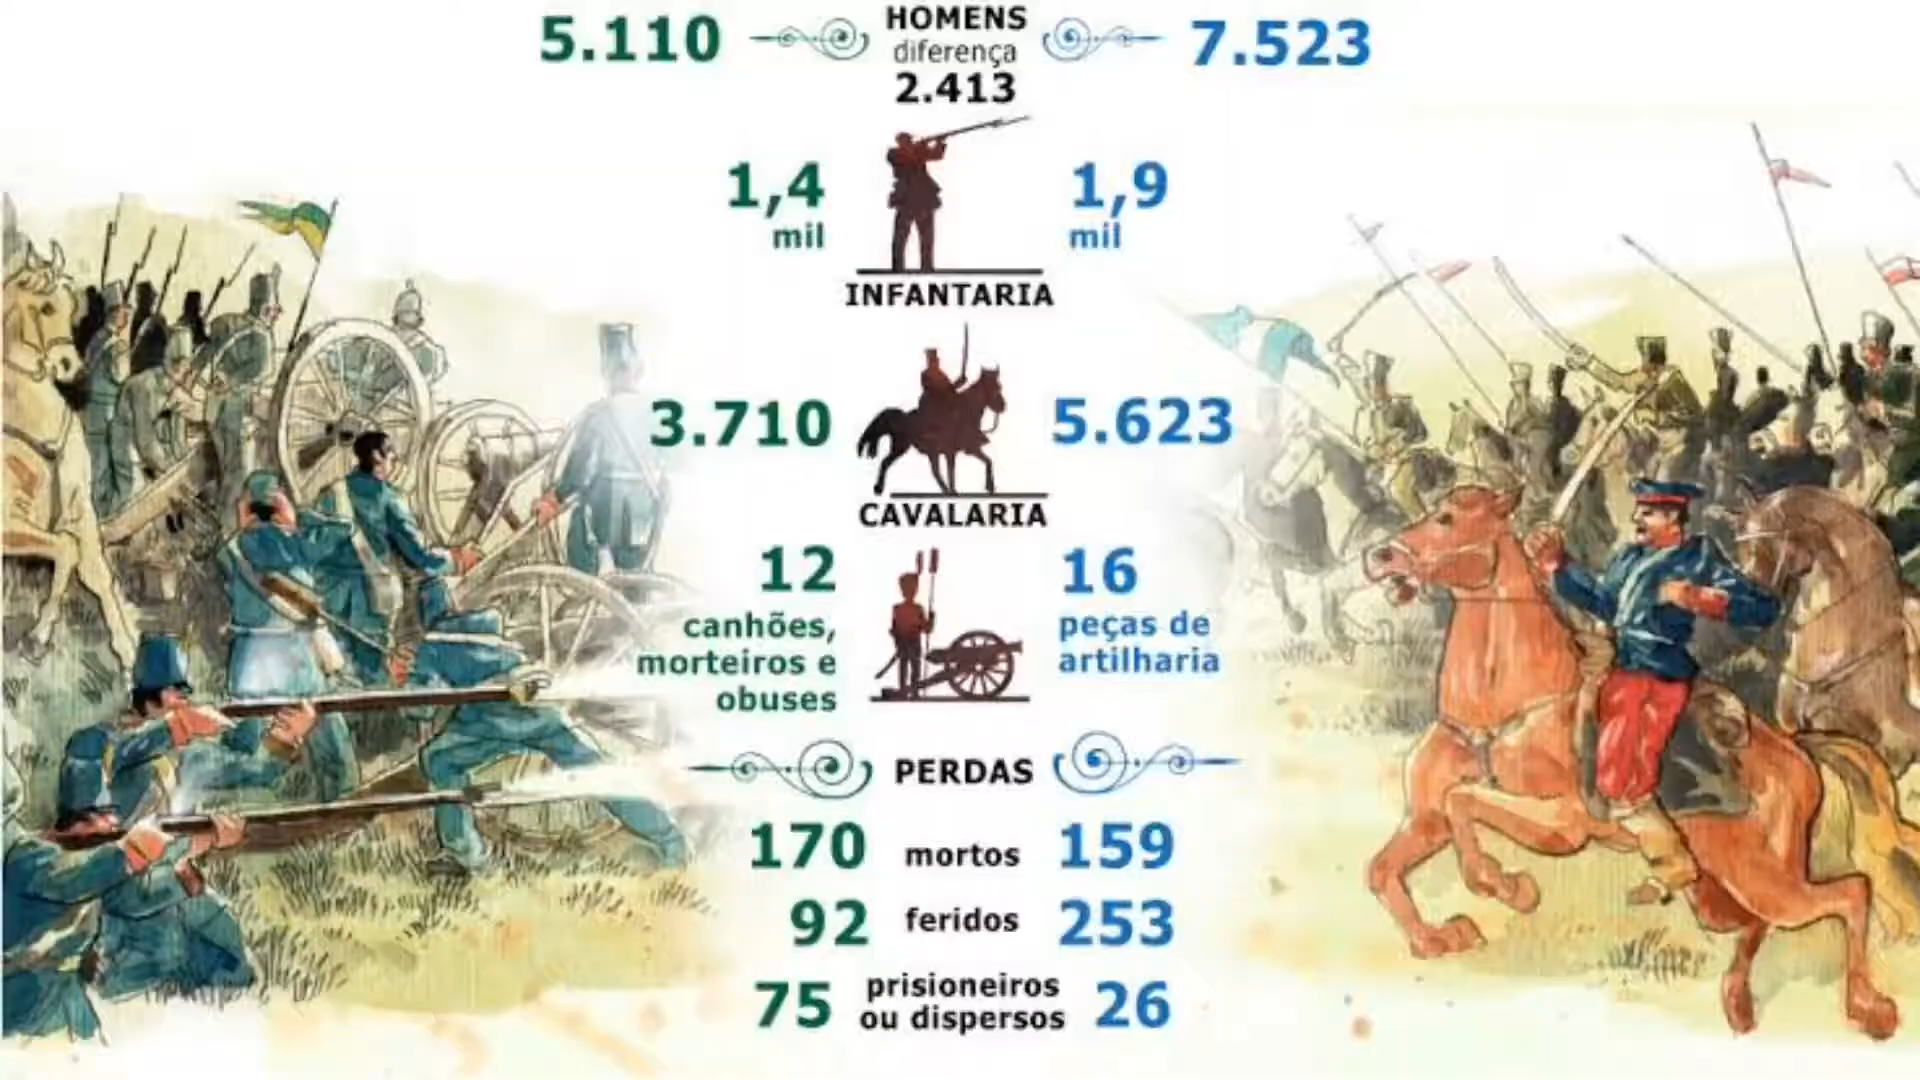 5.110 HOMENS 7.523
diferença
2.413
1,4 1,9
mil mil
INFANTARIA
3.710 5.623
CAVALARIA
12 16
canhões, peças de
morteiros e artilharia
obuses
PERDAS
170 mortos 159
92 feridos 253
75 prisioneiros 26
ou dispersos